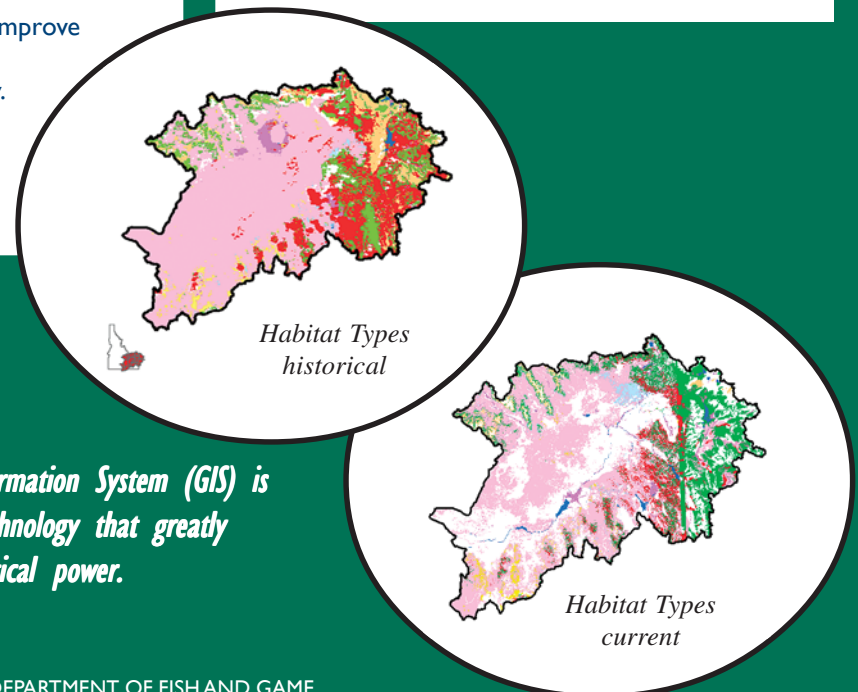 mprove
.
Habitat Types
historical
rmation System (GIS) is
hnology that greatly
ical power.
Habitat Types
current
DEPARTMENT OF FISH AND GAME